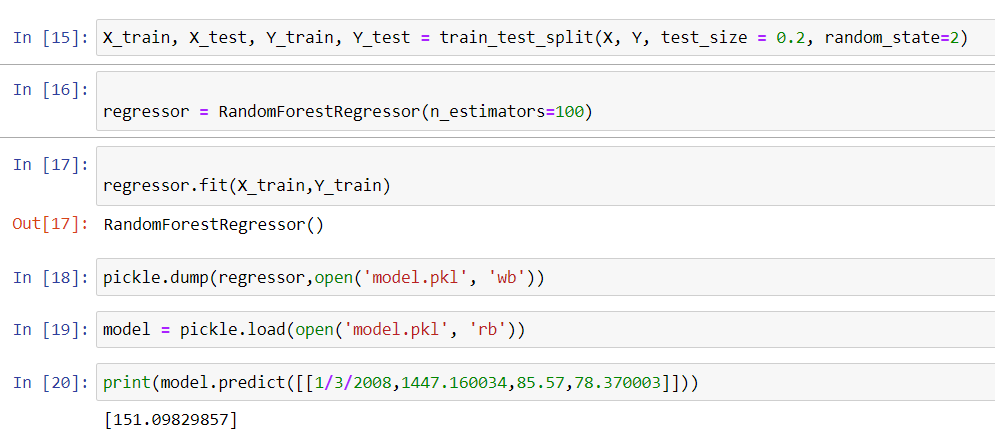 In [15]: X_train, X_test, Y_train, Y_test = train_test_split(X, Y, test_size = 0.2, random_state=2)
In [16]:
regressor = RandomForestRegressor(n_estimators=100)
In [17]:
regressor.fit(X_train,Y_train)
Out[17]: RandomForestRegressor()
In [18]: pickle.dump(regressor,open('model.pkl', 'wb'))
In [19]: model = pickle.load(open('model.pkl', 'rb'))
In [20]: print(model.predict([[1/3/2008,1447.160034,85.57,78.370003]]))
[151.09829857]